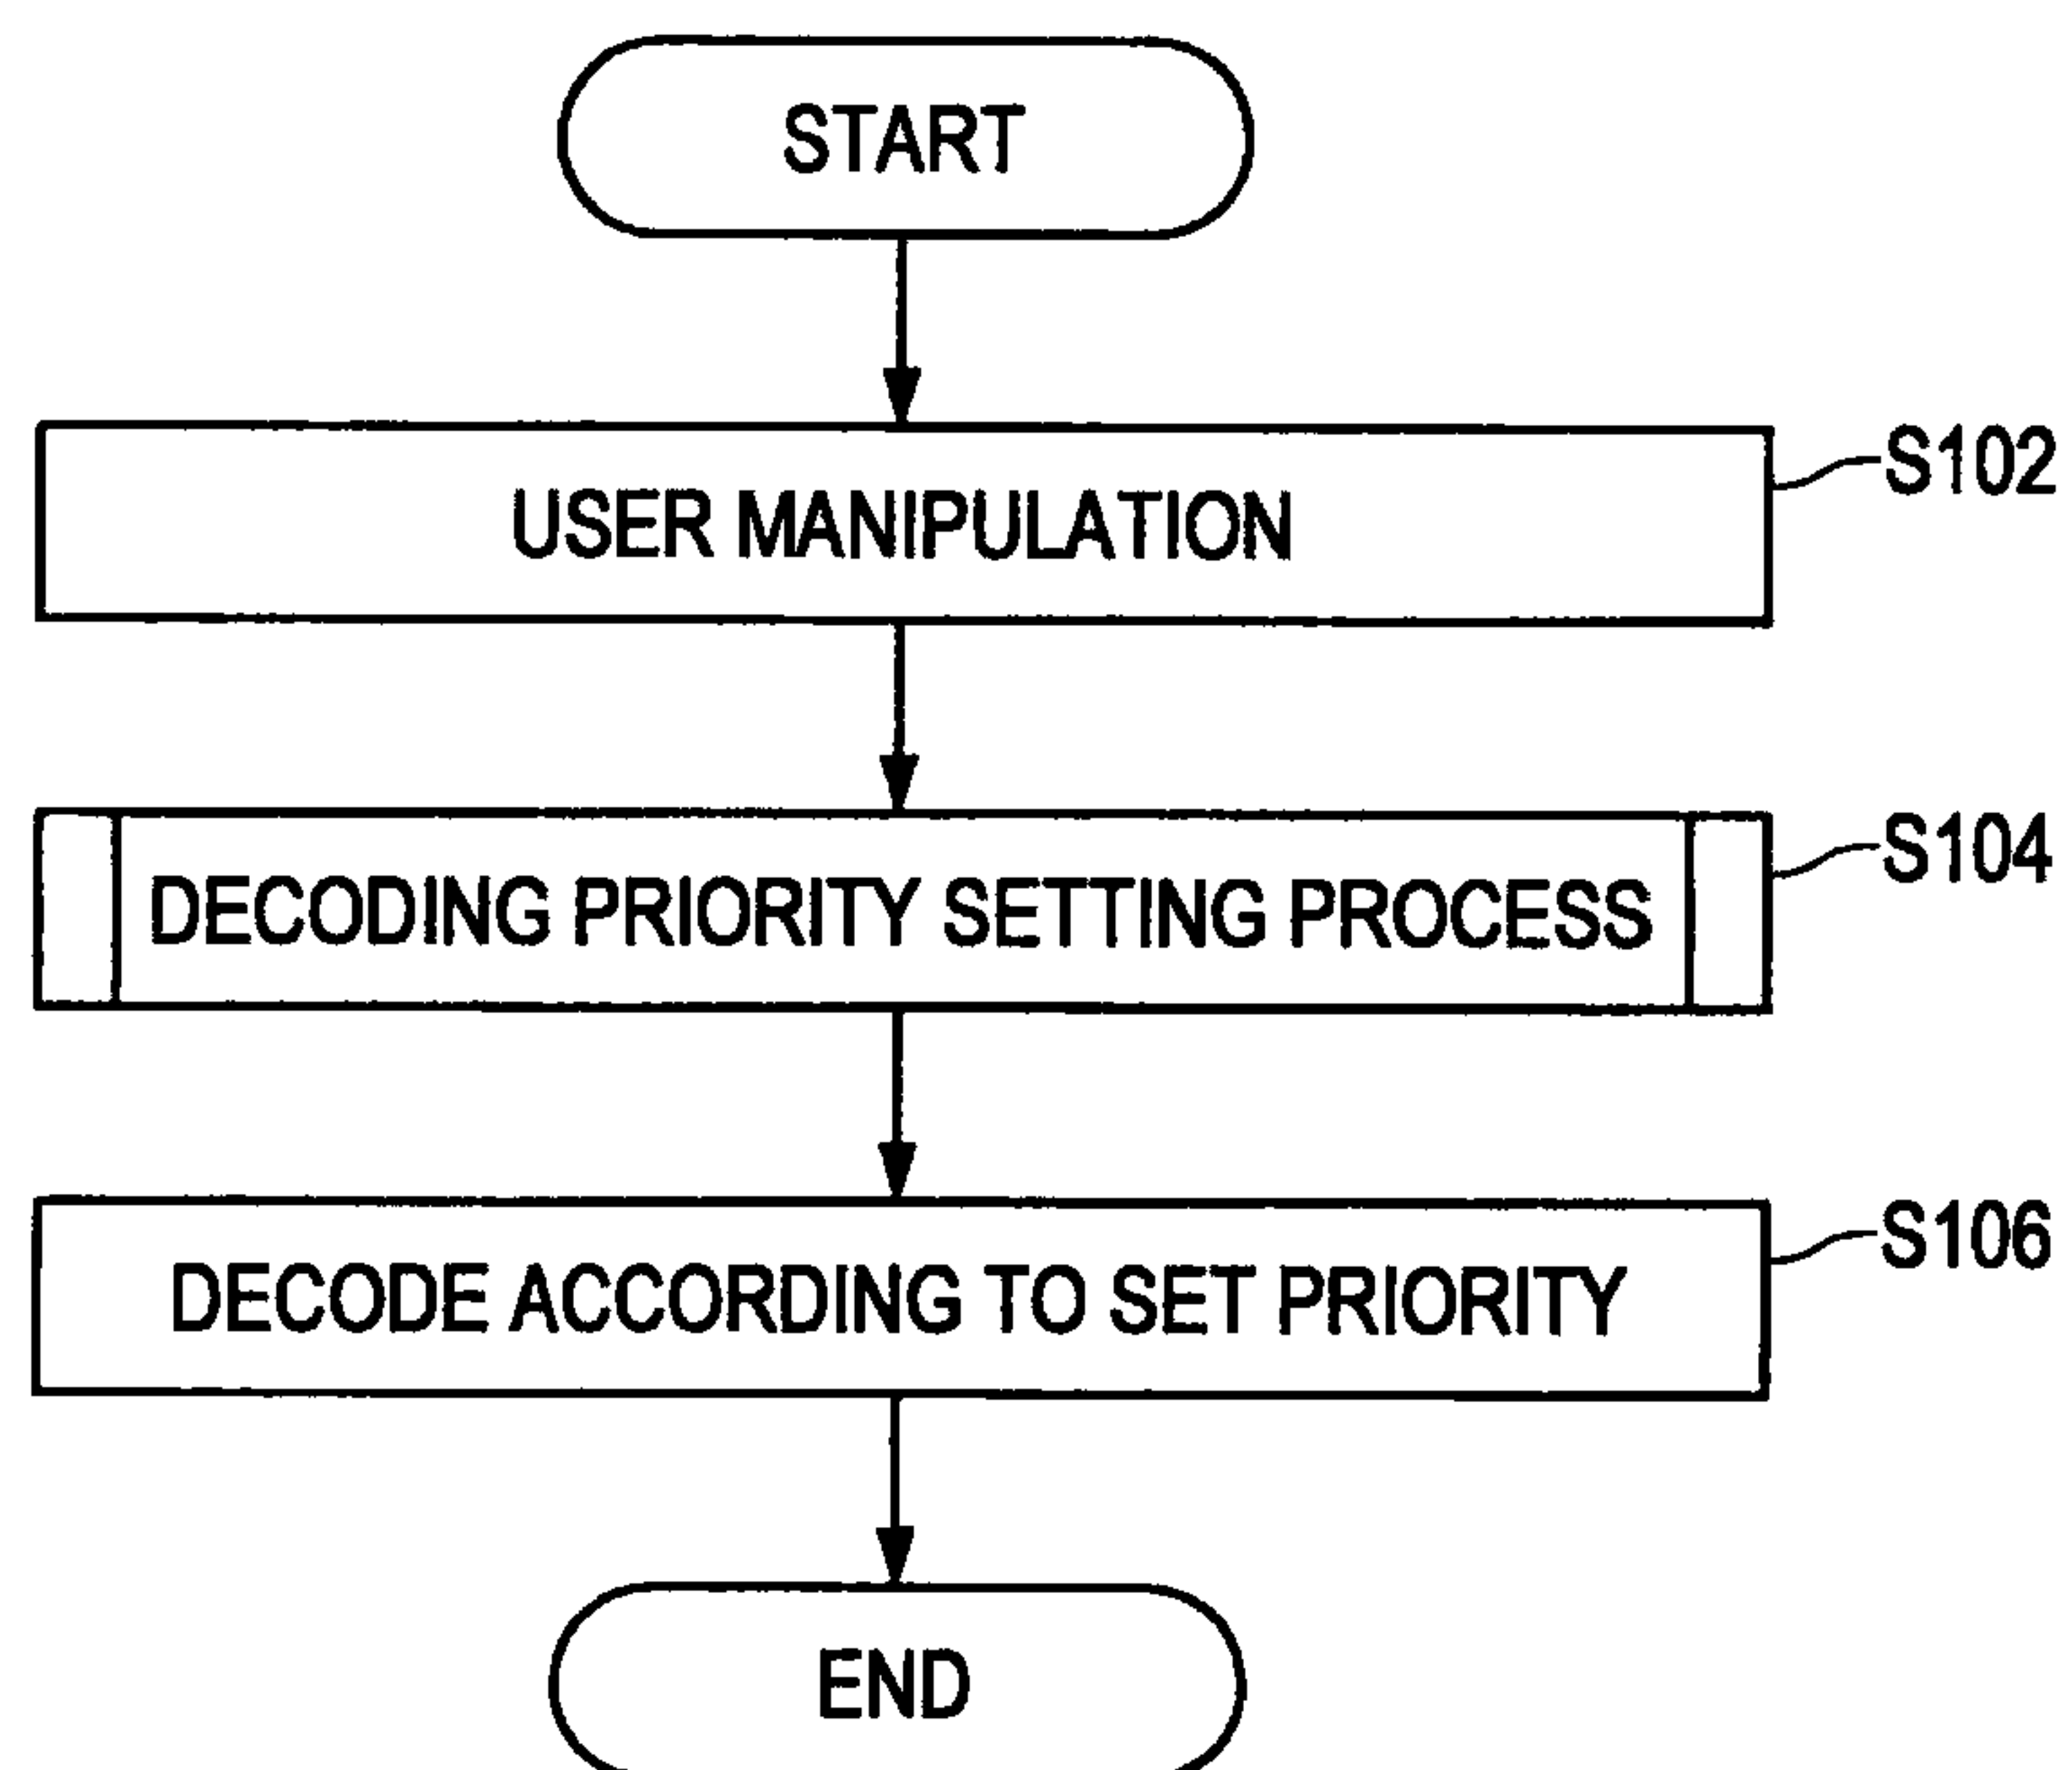 START
USER MANIPULATION
S102
DECODING PRIORITY SETTING PROCESS
S104
DECODE ACCORDING TO SET PRIORITY
S106
END